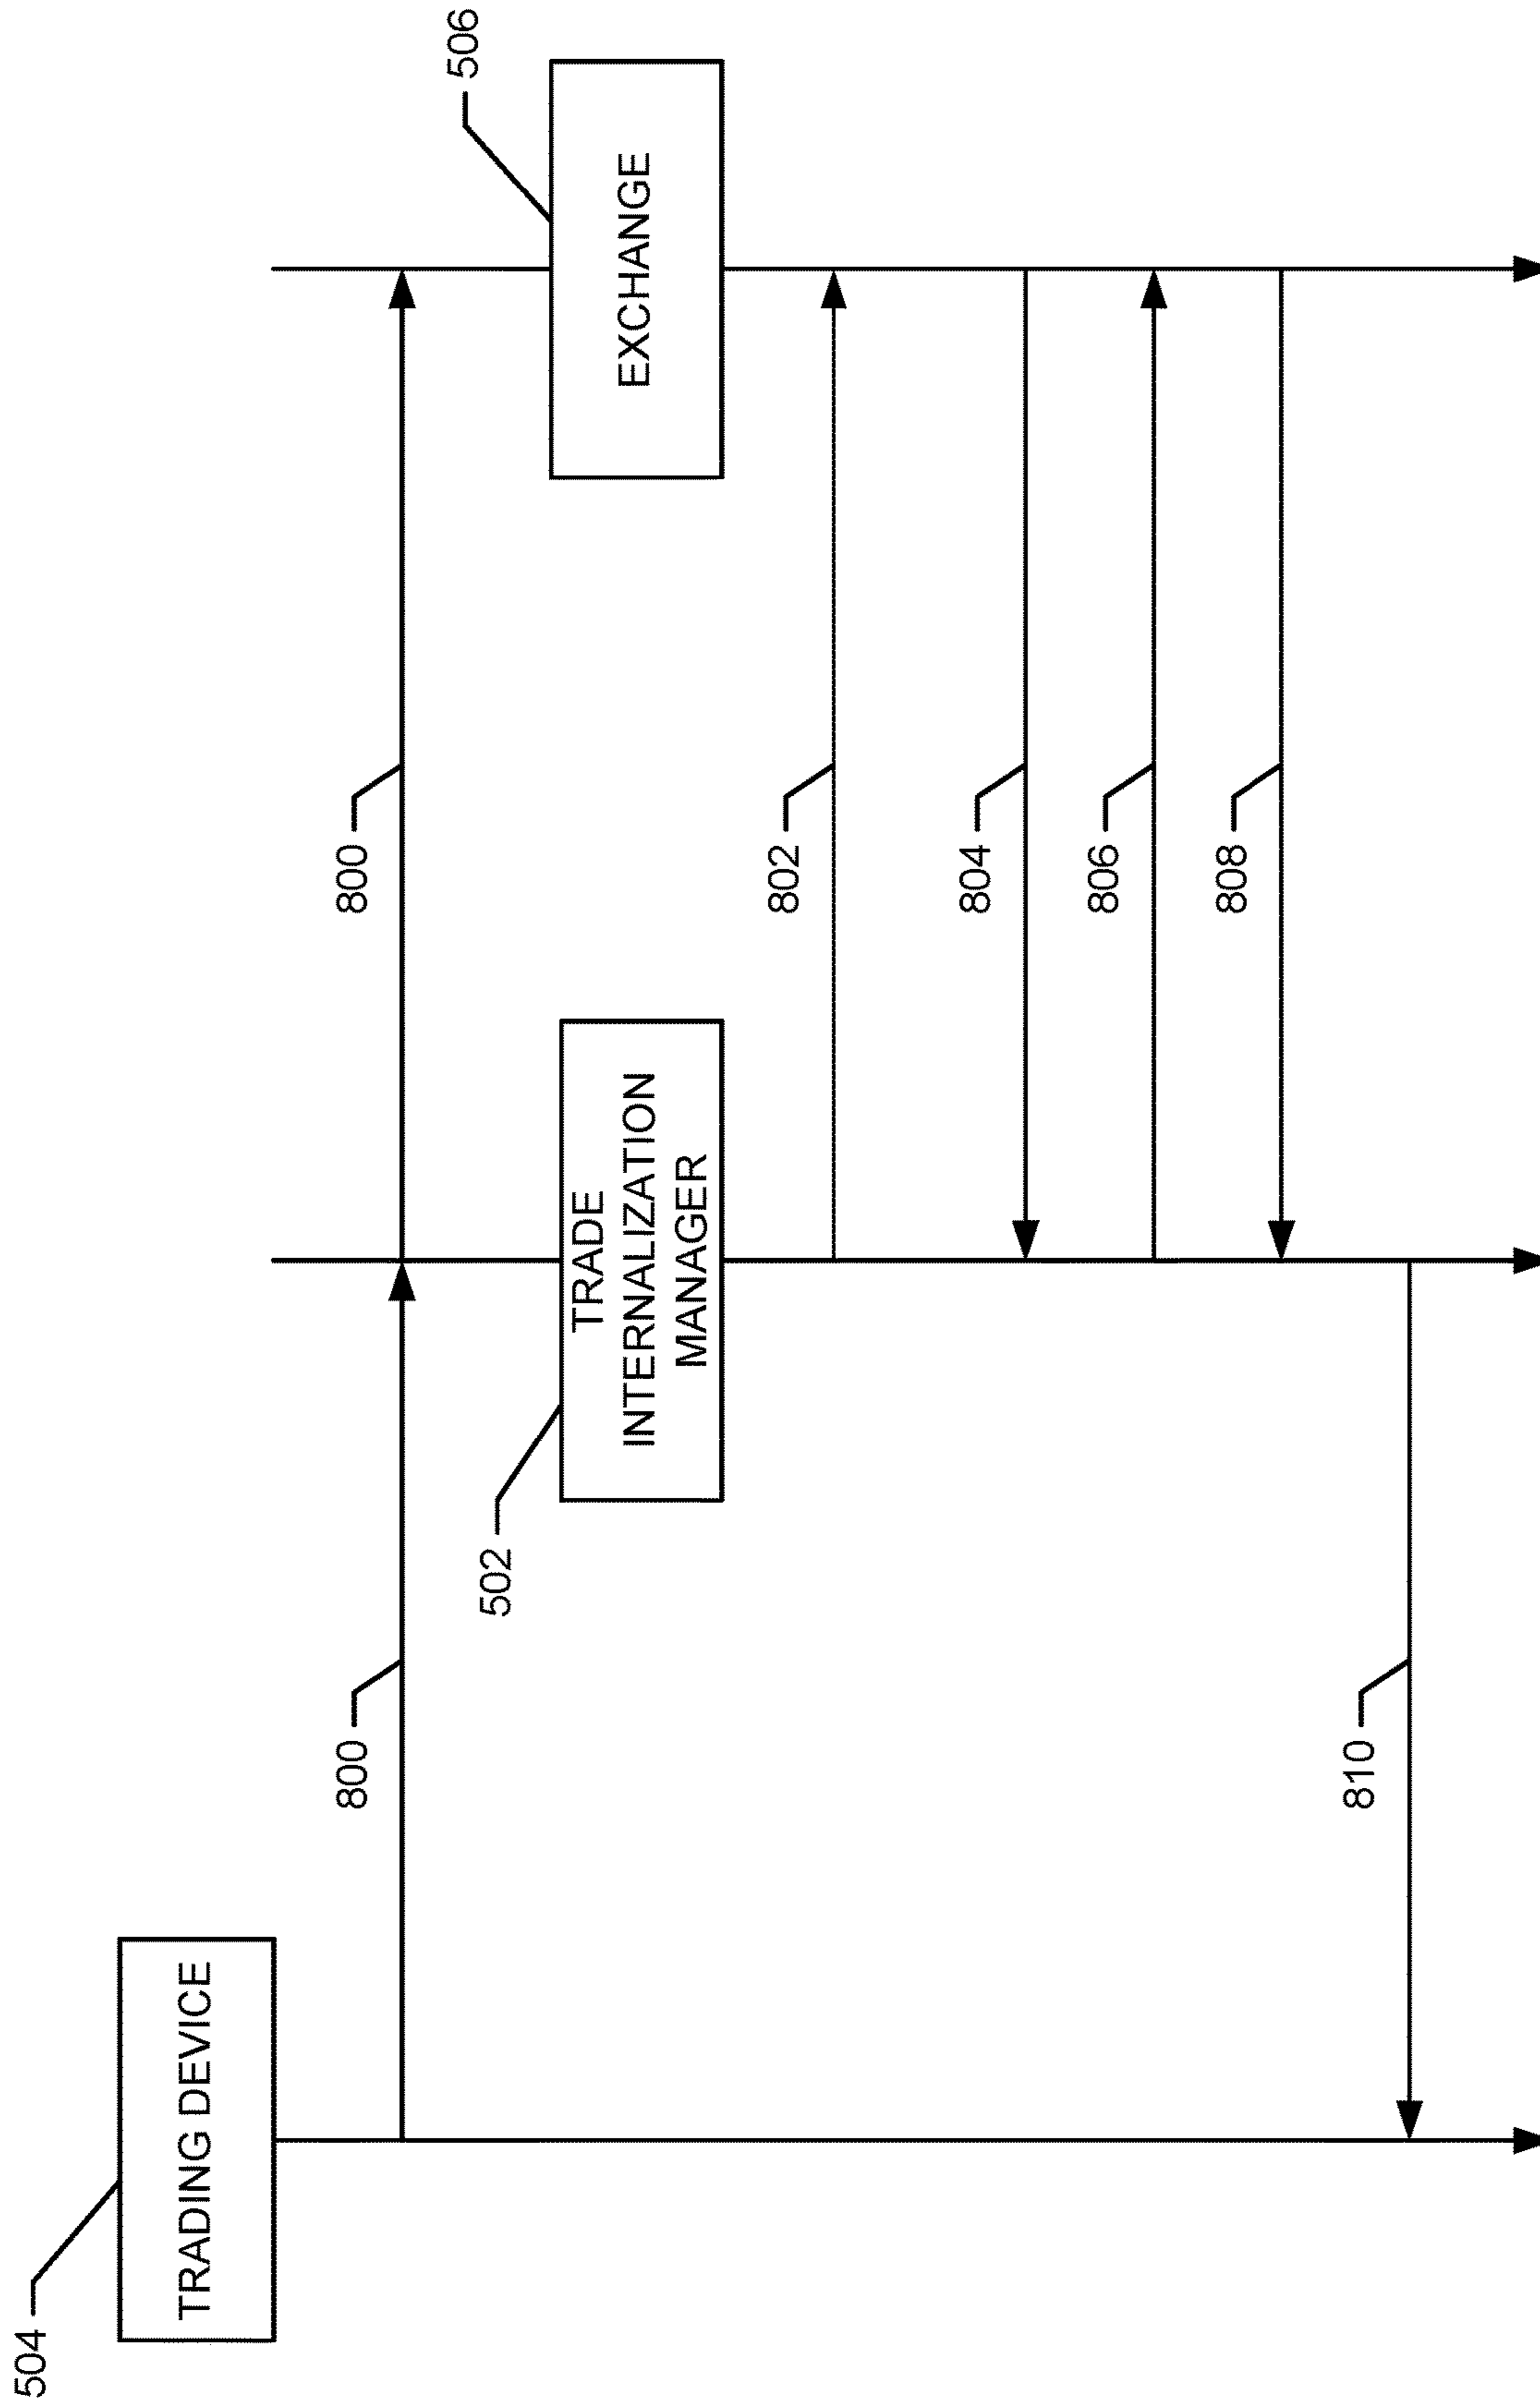 504
TRADING DEVICE
800
800
506
502
TRADE
INTERNALIZATION
MANAGER
EXCHANGE
802
804
806
808
810